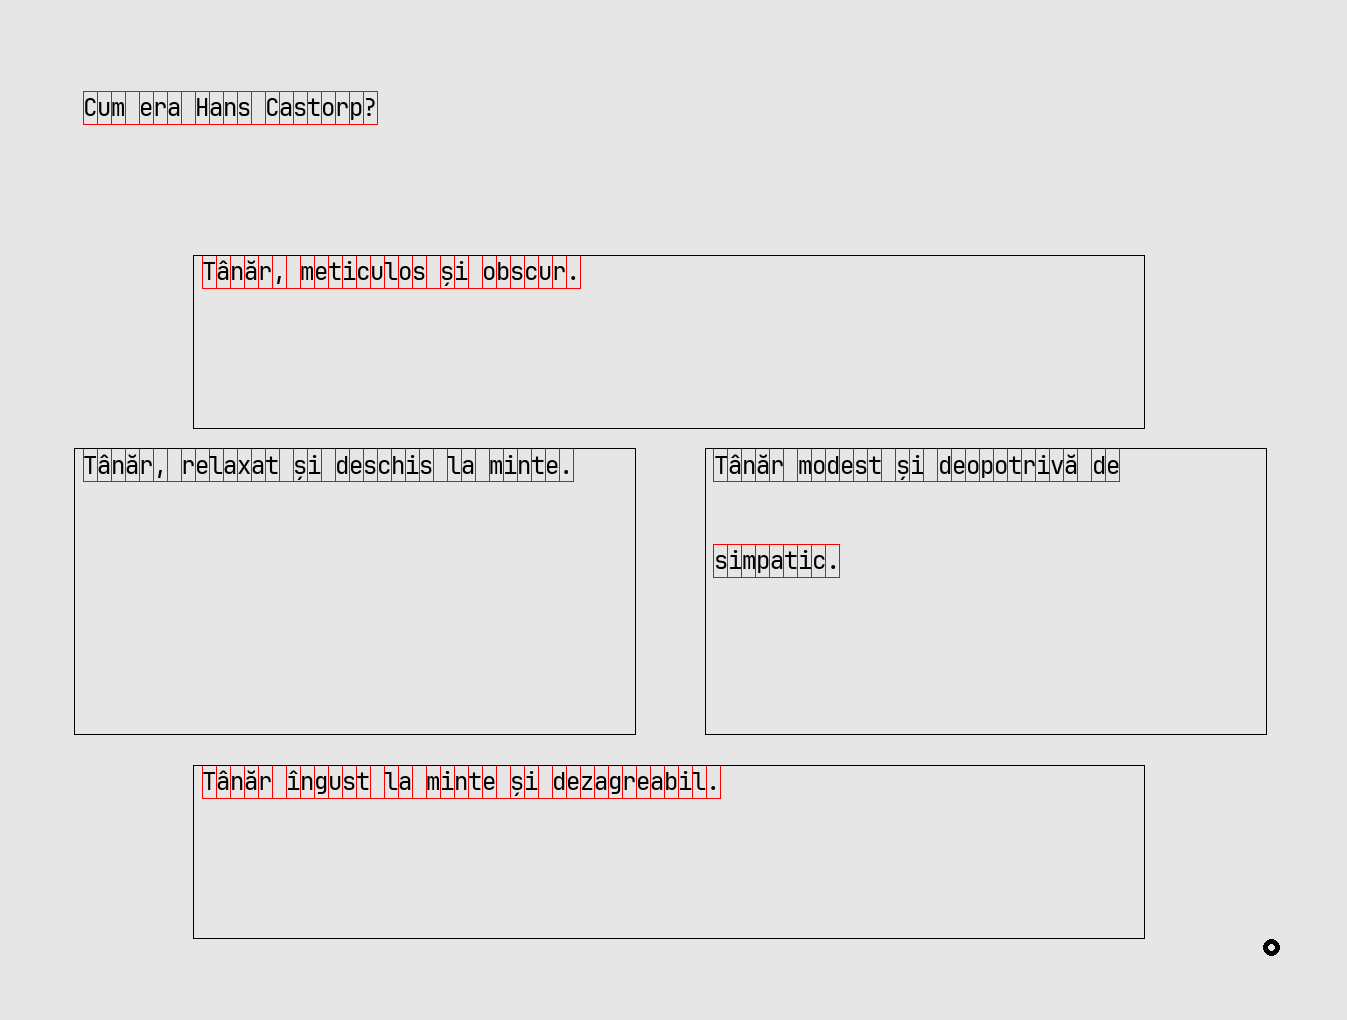 Cum era Hans Castorp?
Tânăr, meticulos și obscur.
Tânăr, relaxat și deschis la minte.
Tânăr modest și deopotrivă de
simpatic.
Tânăr îngust la minte și dezagreabil.